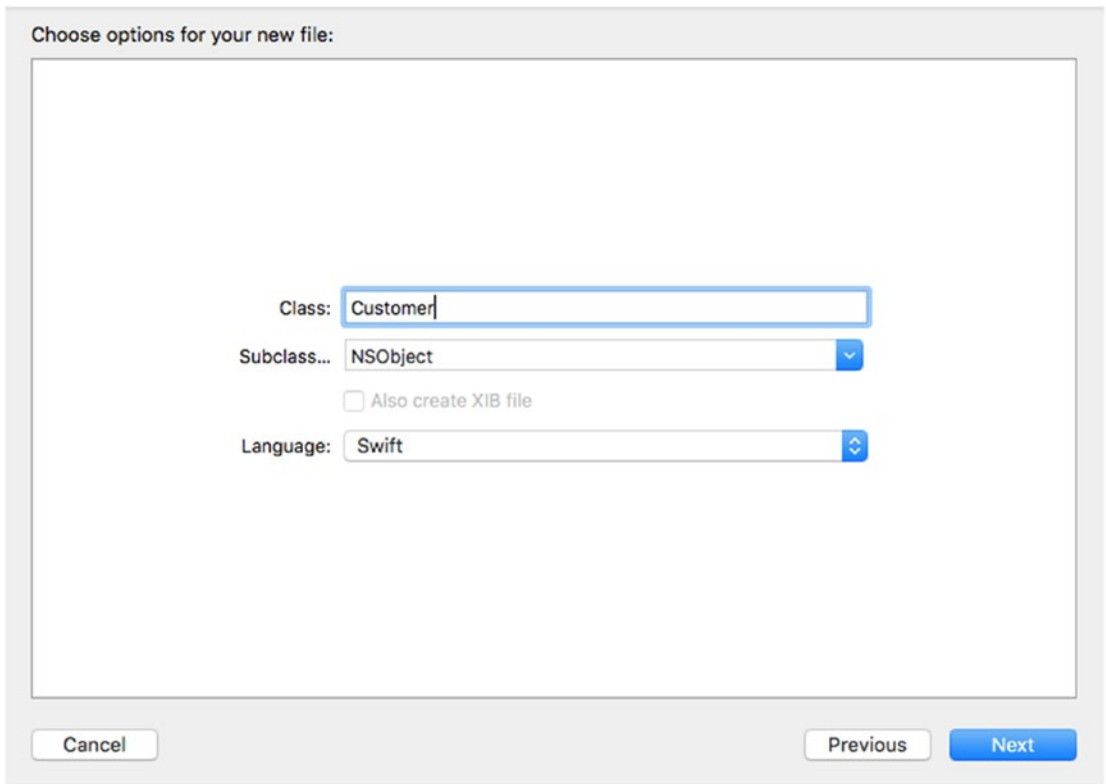 Choose options for your new file:
Class: Customer
Subclass... NSObject
Also create XIB file
Language: Swift
Cancel Previous Next